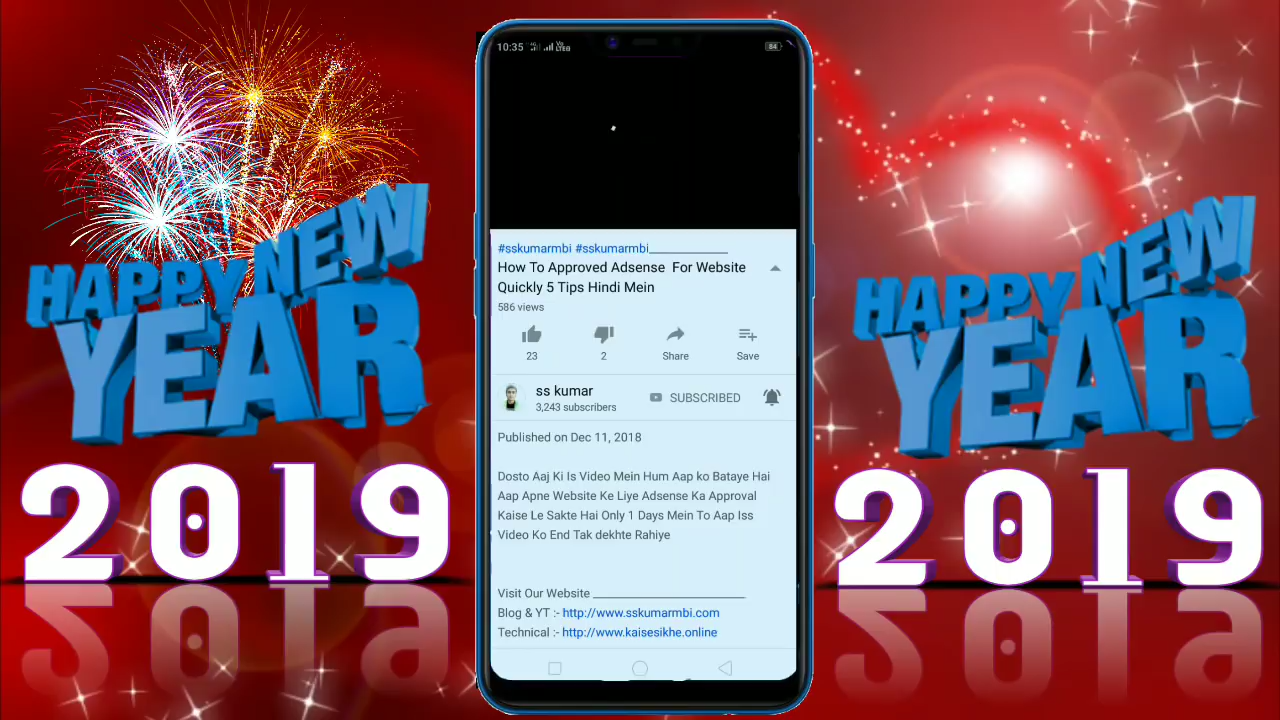 HAPPY NEW
YEAR
2019
10:35
84
#sskumarmbi #sskumarmbi_____________
How To Approved Adsense For Website
Quickly 5 Tips Hindi Mein
586 views
23
2
Share
Save
ss kumar
3,243 subscribers
SUBSCRIBED
Published on Dec 11, 2018
Dosto Aaj Ki Is Video Mein Hum Aap ko Bataye Hai
Aap Apne Website Ke Liye Adsense Ka Approval
Kaise Le Sakte Hai Only 1 Days Mein To Aap Iss
Video Ko End Tak dekhte Rahiye
Visit Our Website _________________________
Blog & YT :- http://www.sskumarmbi.com
Technical :- http://www.kaisesikhe.online
HAPPY NEW
YEAR
2019